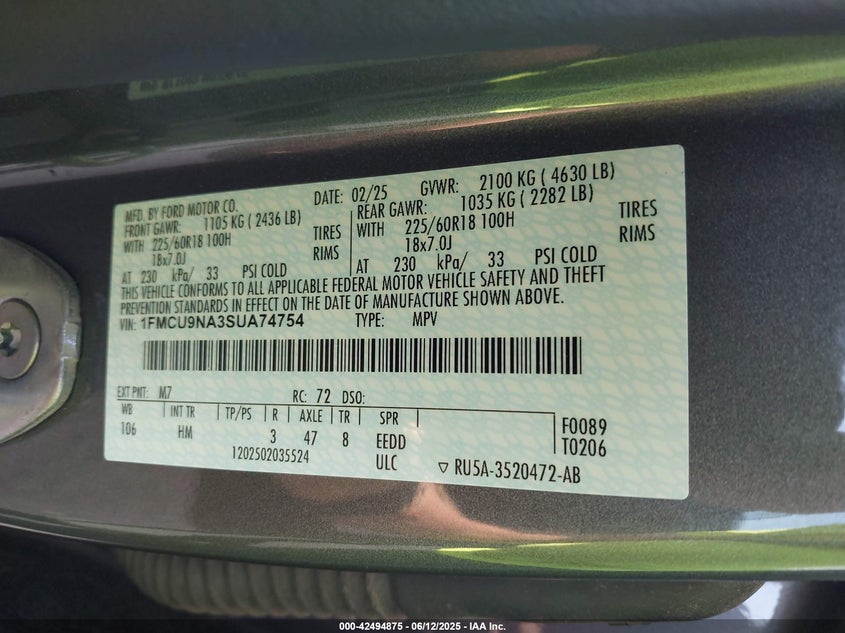 MFD. BY FORD MOTOR CO. DATE: 02/25 GVWR: 2100 KG ( 4630 LB)
FRONT GAWR: 1105 KG ( 2436 LB) REAR GAWR: 1035 KG ( 2282 LB)
WITH 225/60R18 100H TIRES WITH 225/60R18 100H TIRES
18x7.0J RIMS 18x7.0J RIMS
AT 230 kPa/ 33 PSI COLD AT 230 kPa/ 33 PSI COLD
THIS VEHICLE CONFORMS TO ALL APPLICABLE FEDERAL MOTOR VEHICLE SAFETY AND THEFT
PREVENTION STANDARDS IN EFFECT ON THE DATE OF MANUFACTURE SHOWN ABOVE.
VIN: 1FMCU9NA3SUA74754 TYPE: MPV
EXT PNT: M7 RC: 72 DSO:
WB INT TR TP/PS R AXLE TR SPR F0089
106 HM 3 47 8 EEDD T0206
1202502035524 ULC ▽ RU5A-3520472-AB
000-42494875 - 06/12/2025 - IAA Inc.